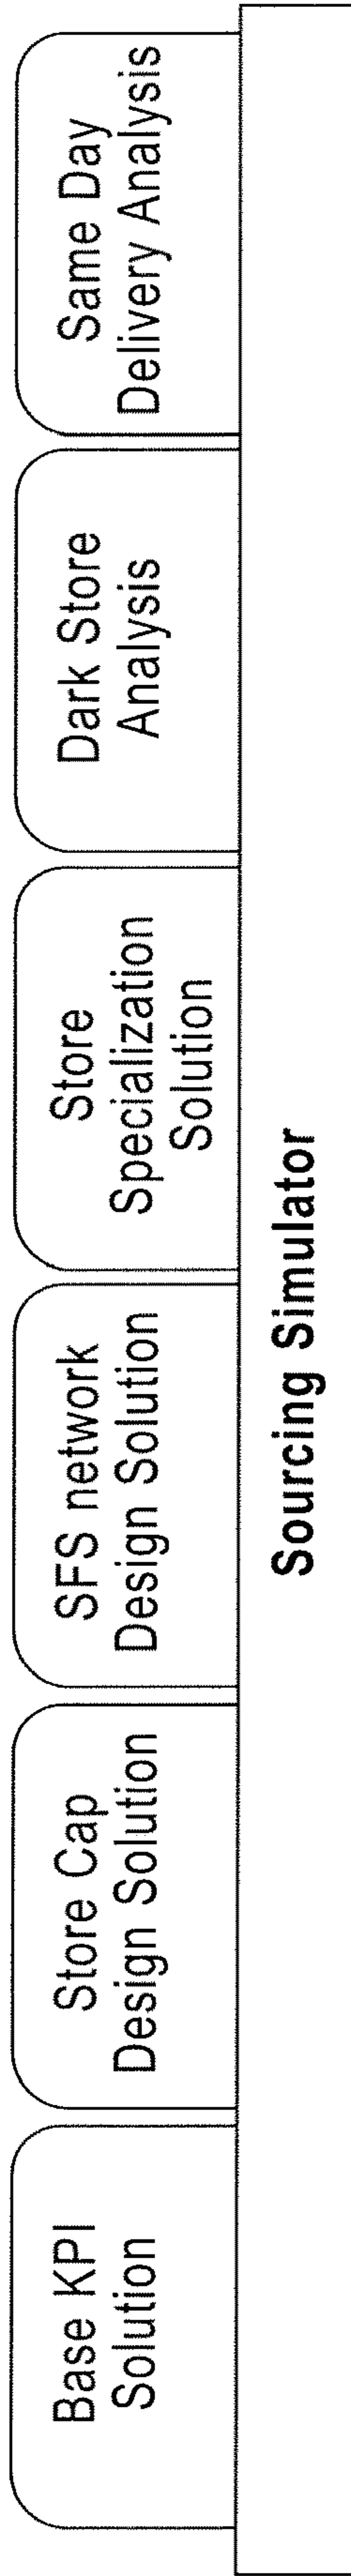 Base KPI
Solution
Store Cap
Design Solution
SFS network
Design Solution
Store
Specialization
Solution
Dark Store
Analysis
Same Day
Delivery Analysis
Sourcing Simulator